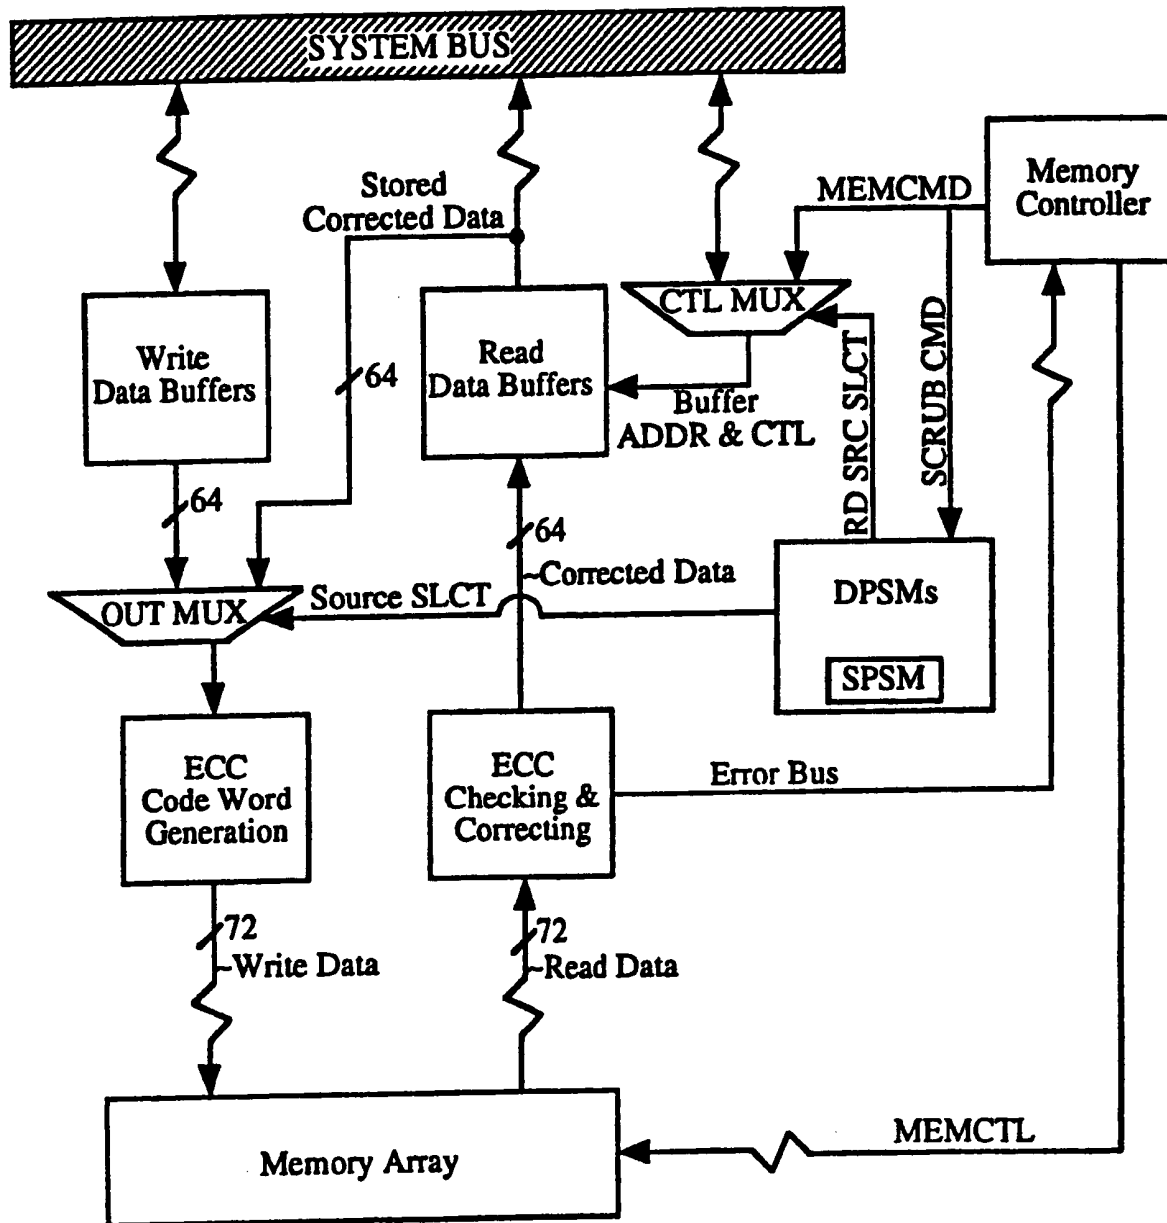 SYSTEM BUS
Stored
Corrected Data
MEMCMD
Memory
Controller
CTL MUX
Write
Data Buffers
64
Read
Data Buffers
Buffer
ADDR & CTL
RD SRC SLCT
SCRUB CMD
64
64
~Corrected Data
OUT MUX
Source SLCT
DPSMs
SPSM
ECC
Code Word
Generation
ECC
Checking &
Correcting
Error Bus
72
~Write Data
72
~Read Data
MEMCTL
Memory Array